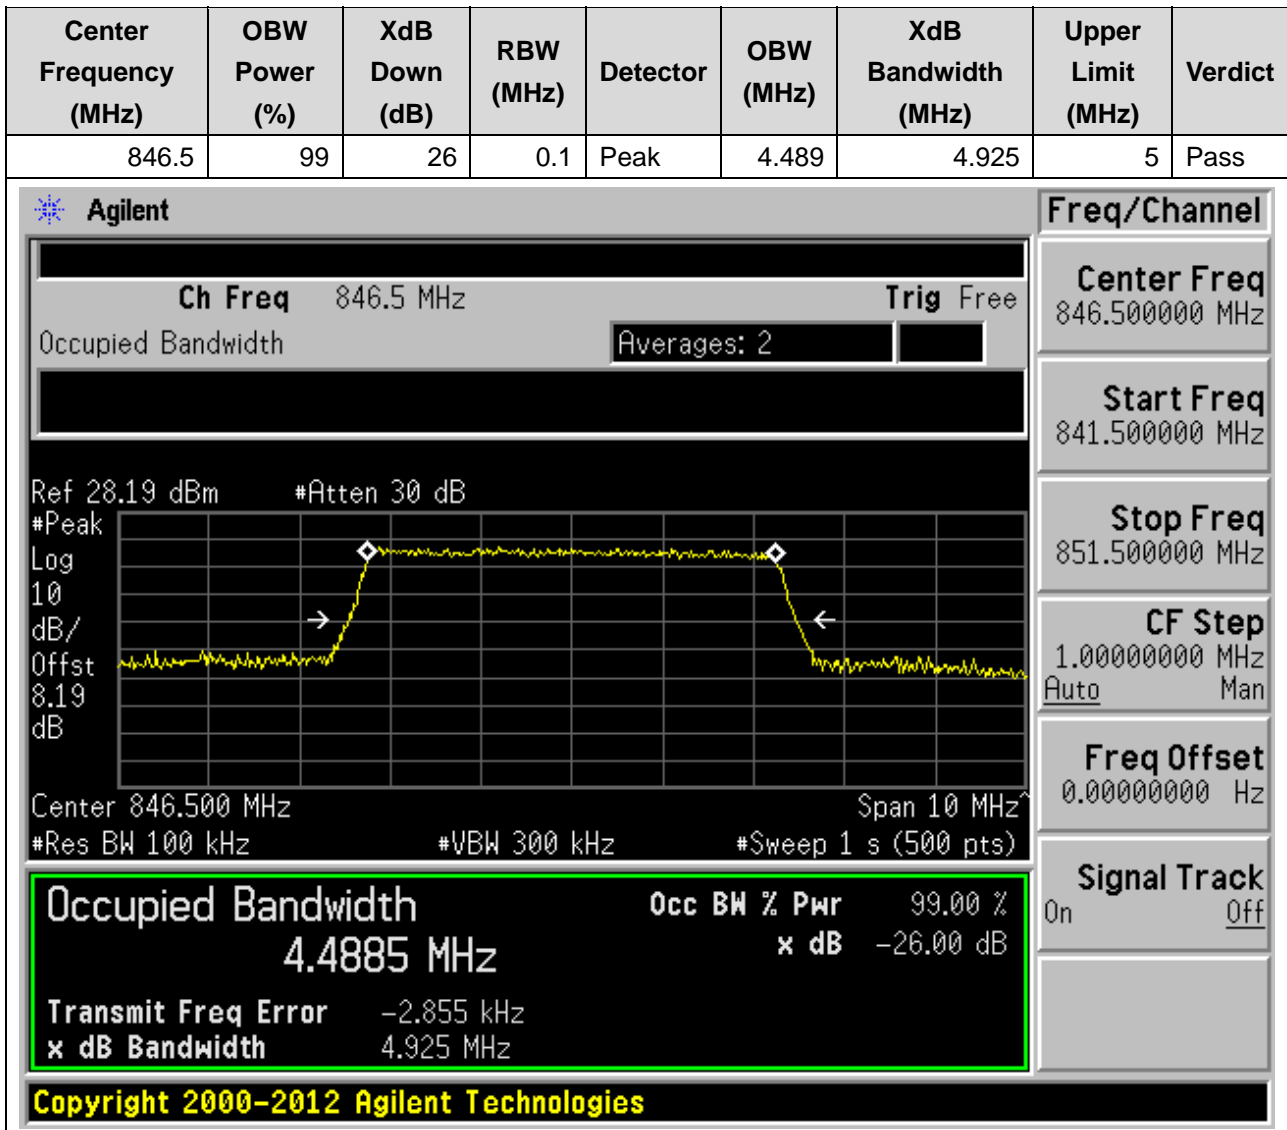 Center Frequency (MHz) OBW Power (%) XdB Down (dB) RBW (MHz) Detector OBW (MHz) XdB Bandwidth (MHz) Upper Limit (MHz) Verdict
846.5 99 26 0.1 Peak 4.489 4.925 5 Pass
Agilent
Freq/Channel
Ch Freq 846.5 MHz Trig Free
Occupied Bandwidth Averages: 2
Center Freq
846.500000 MHz
Start Freq
841.500000 MHz
Stop Freq
851.500000 MHz
CF Step
1.00000000 MHz
Auto Man
Freq Offset
0.00000000 Hz
Signal Track
On Off
Ref 28.19 dBm #Atten 30 dB
#Peak
Log
10
dB/
Offst
8.19
dB
Center 846.500 MHz Span 10 MHz^
#Res BW 100 kHz #VBW 300 kHz #Sweep 1 s (500 pts)
Occupied Bandwidth Occ BW % Pwr 99.00 %
4.4885 MHz x dB -26.00 dB
Transmit Freq Error -2.855 kHz
x dB Bandwidth 4.925 MHz
Copyright 2000-2012 Agilent Technologies